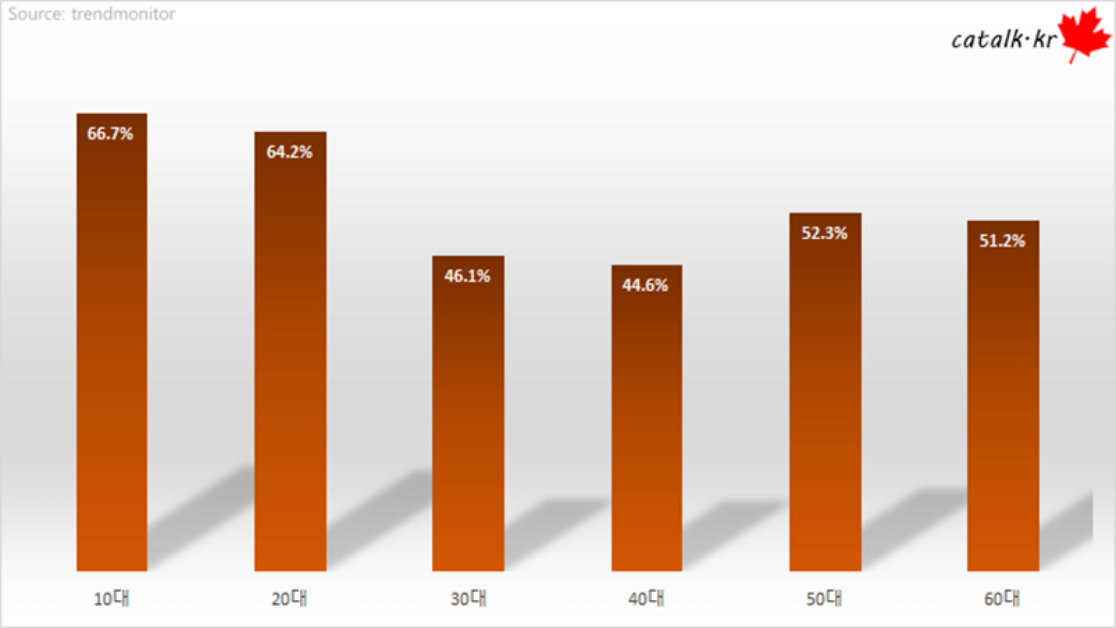 Source: trendmonitor
catalk·kr
66.7%
64.2%
46.1%
44.6%
52.3%
51.2%
10대
20대
30대
40대
50대
60대